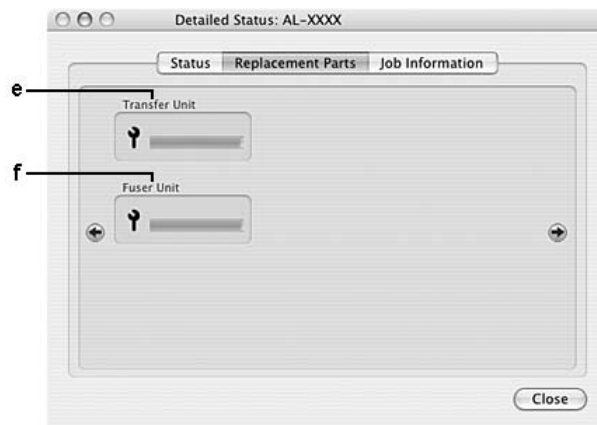 Detailed Status: AL-XXXX
Status Replacement Parts Job Information
e
Transfer Unit
f
Fuser Unit
Close